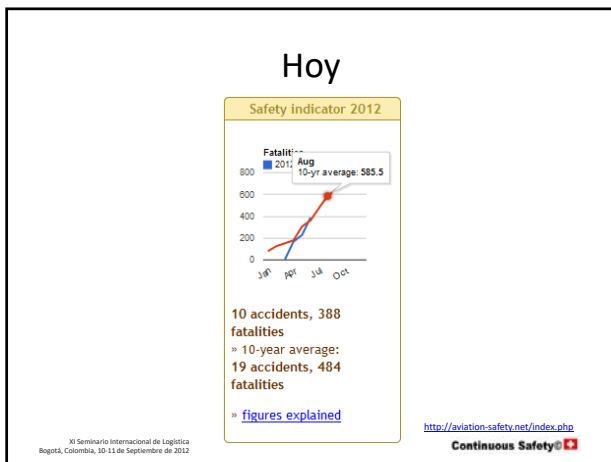 Hoy
Safety indicator 2012
Fatalities
2012
Aug
10-yr average: 585.5
800
600
400
200
0
Jan
Apr
Jul
Oct
10 accidents, 388
fatalities
» 10-year average:
19 accidents, 484
fatalities
» figures explained
http://aviation-safety.net/index.php
XI Seminario Internacional de Logística
Bogotá, Colombia, 10-11 de Septiembre de 2012
Continuous Safety©